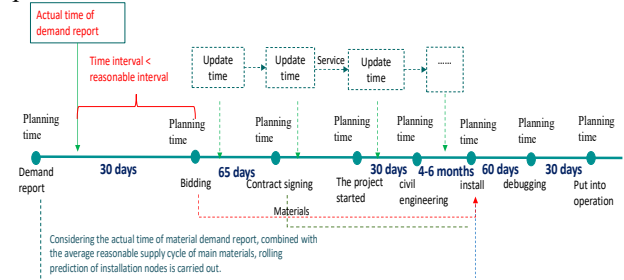 Actual time of
demand report
Time interval <
reasonable interval
Update
time
Update
time
Service
Update
time
......
Planning
time
Planning
time
Planning
time
Planning
time
Planning
time
Planning
time
Planning
time
Planning
time
30 days
65 days
30 days
4-6 months
60 days
30 days
Demand
report
Bidding
Contract signing
The project
started
civil
engineering
install
debugging
Put into
operation
Materials
Considering the actual time of material demand report, combined with
the average reasonable supply cycle of main materials, rolling
prediction of installation nodes is carried out.